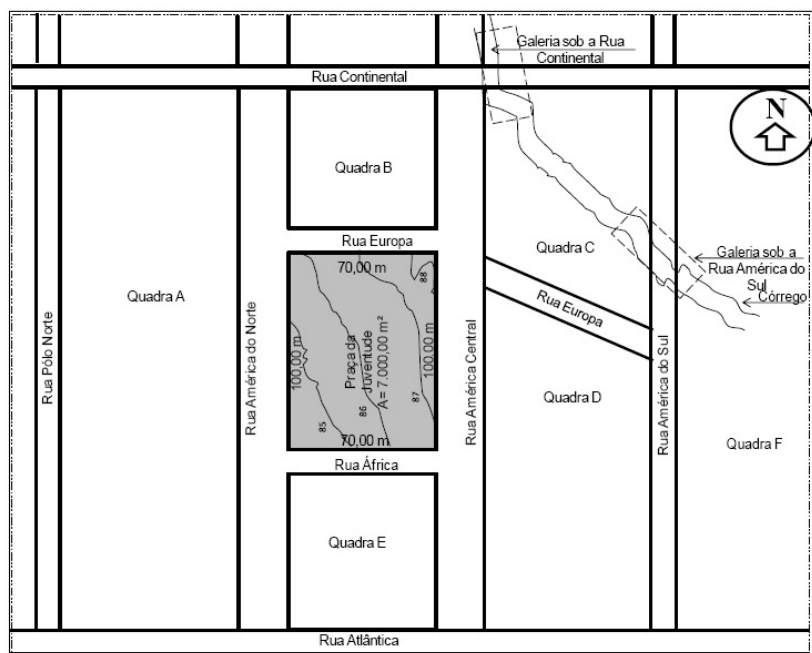 Galeria sob a Rua
Continental
Rua Continental
N
Quadra B
Rua Europa
Quadra C
Galeria sob a
Rua América do
Sul
Córrego
70,00 m
88
Quadra A
Rua Europa
Rua Pólo Norte
Rua América do Norte
100,00 m
Praça da
Juventude
A = 7.000,00 m²
100,00 m
Rua América Central
Rua América do Sul
85
86
87
70,00 m
Quadra D
Rua África
Quadra F
Quadra E
Rua Atlântica